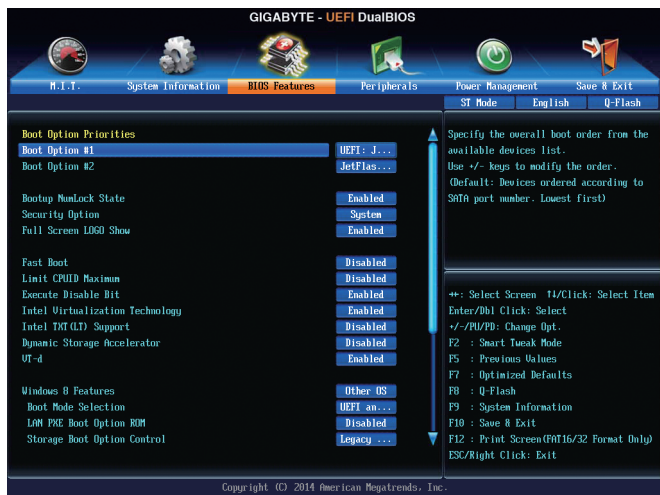 GIGABYTE - UEFI DualBIOS
M.I.T.
System Information
BIOS Features
Peripherals
Power Management
Save & Exit
ST Mode
English
Q-Flash
Boot Option Priorities
Boot Option #1 UEFI: J...
Boot Option #2 JetFlas...
Bootup NumLock State Enabled
Security Option System
Full Screen LOGO Show Enabled
Fast Boot Disabled
Limit CPUID Maximum Disabled
Execute Disable Bit Enabled
Intel Virtualization Technology Enabled
Intel TXT(LT) Support Disabled
Dynamic Storage Accelerator Disabled
VT-d Enabled
Windows 8 Features Other OS
Boot Mode Selection UEFI an...
LAN PXE Boot Option ROM Disabled
Storage Boot Option Control Legacy ...
Specify the overall boot order from the
available devices list.
Use +/- keys to modify the order.
(Default: Devices ordered according to
SATA port number. Lowest first)
↔: Select Screen ↑↓/Click: Select Item
Enter/Dbl Click: Select
+/-/PU/PD: Change Opt.
F2 : Smart Tweak Mode
F5 : Previous Values
F7 : Optimized Defaults
F8 : Q-Flash
F9 : System Information
F10 : Save & Exit
F12 : Print Screen(FAT16/32 Format Only)
ESC/Right Click: Exit
Copyright (C) 2014 American Megatrends, Inc.